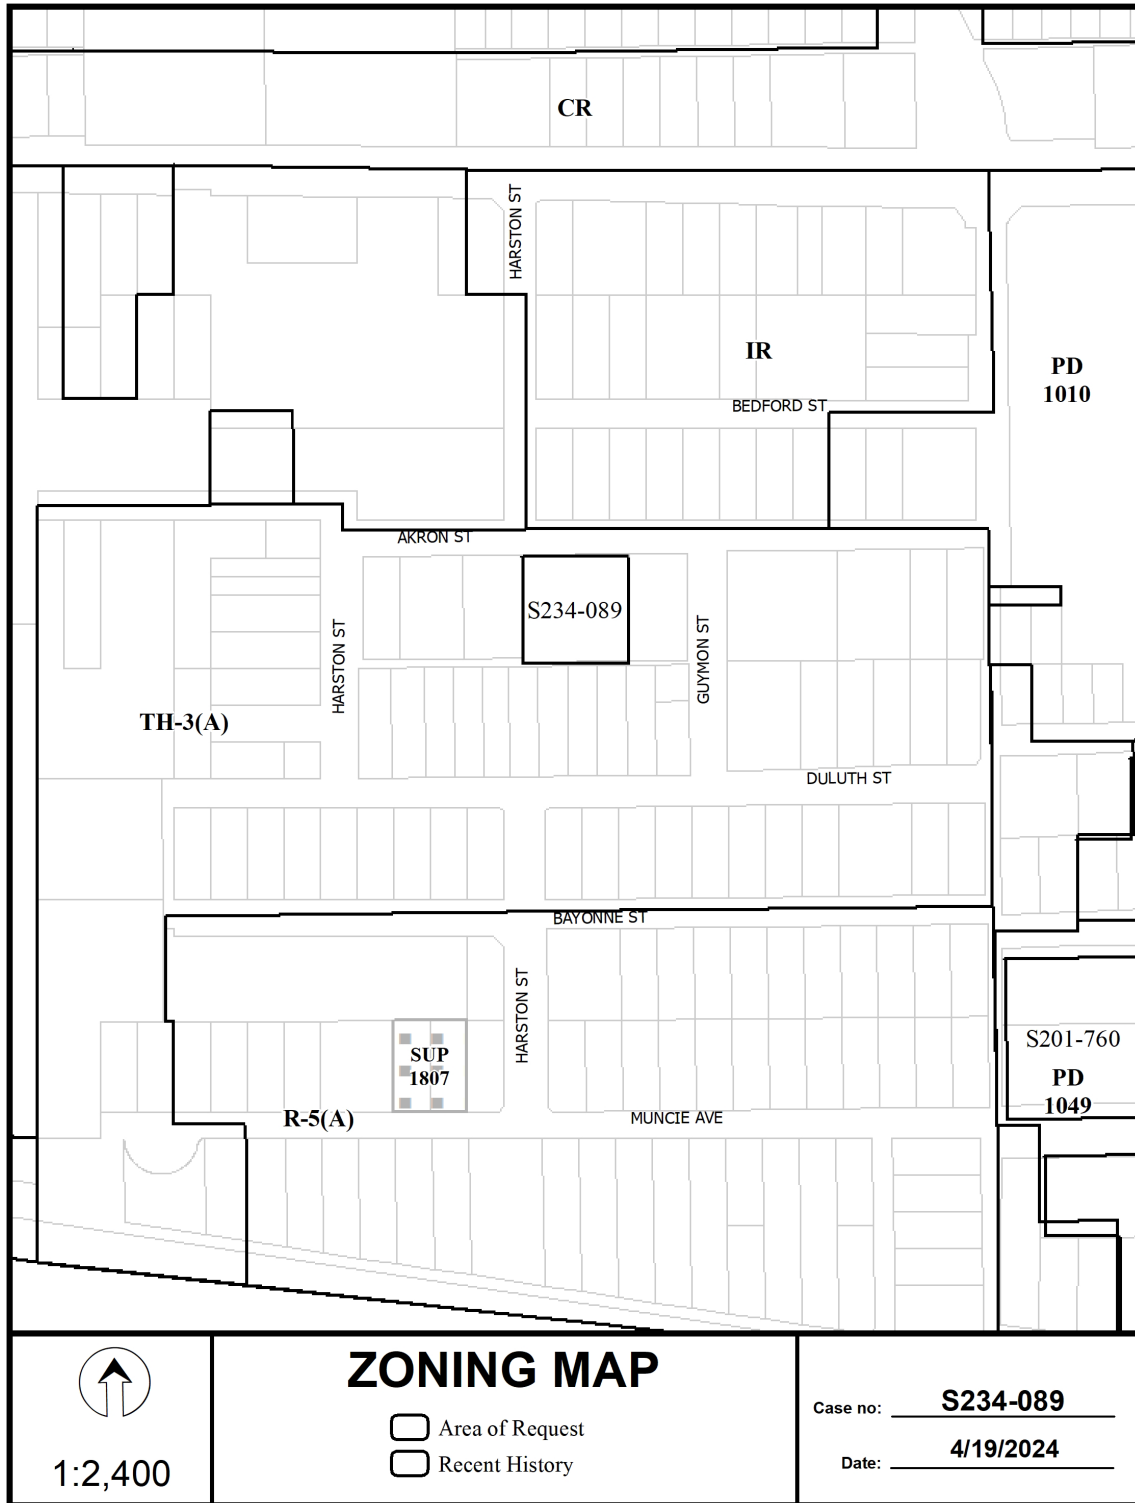 CR
HARSTON ST
IR
PD
1010
BEDFORD ST
AKRON ST
S234-089
HARSTON ST
GUYMON ST
TH-3(A)
DULUTH ST
BAYONNE ST
HARSTON ST
S201-760
SUP
1807
PD
1049
R-5(A)
MUNCIE AVE
1:2,400
ZONING MAP
Area of Request
Recent History
Case no: S234-089
Date: 4/19/2024